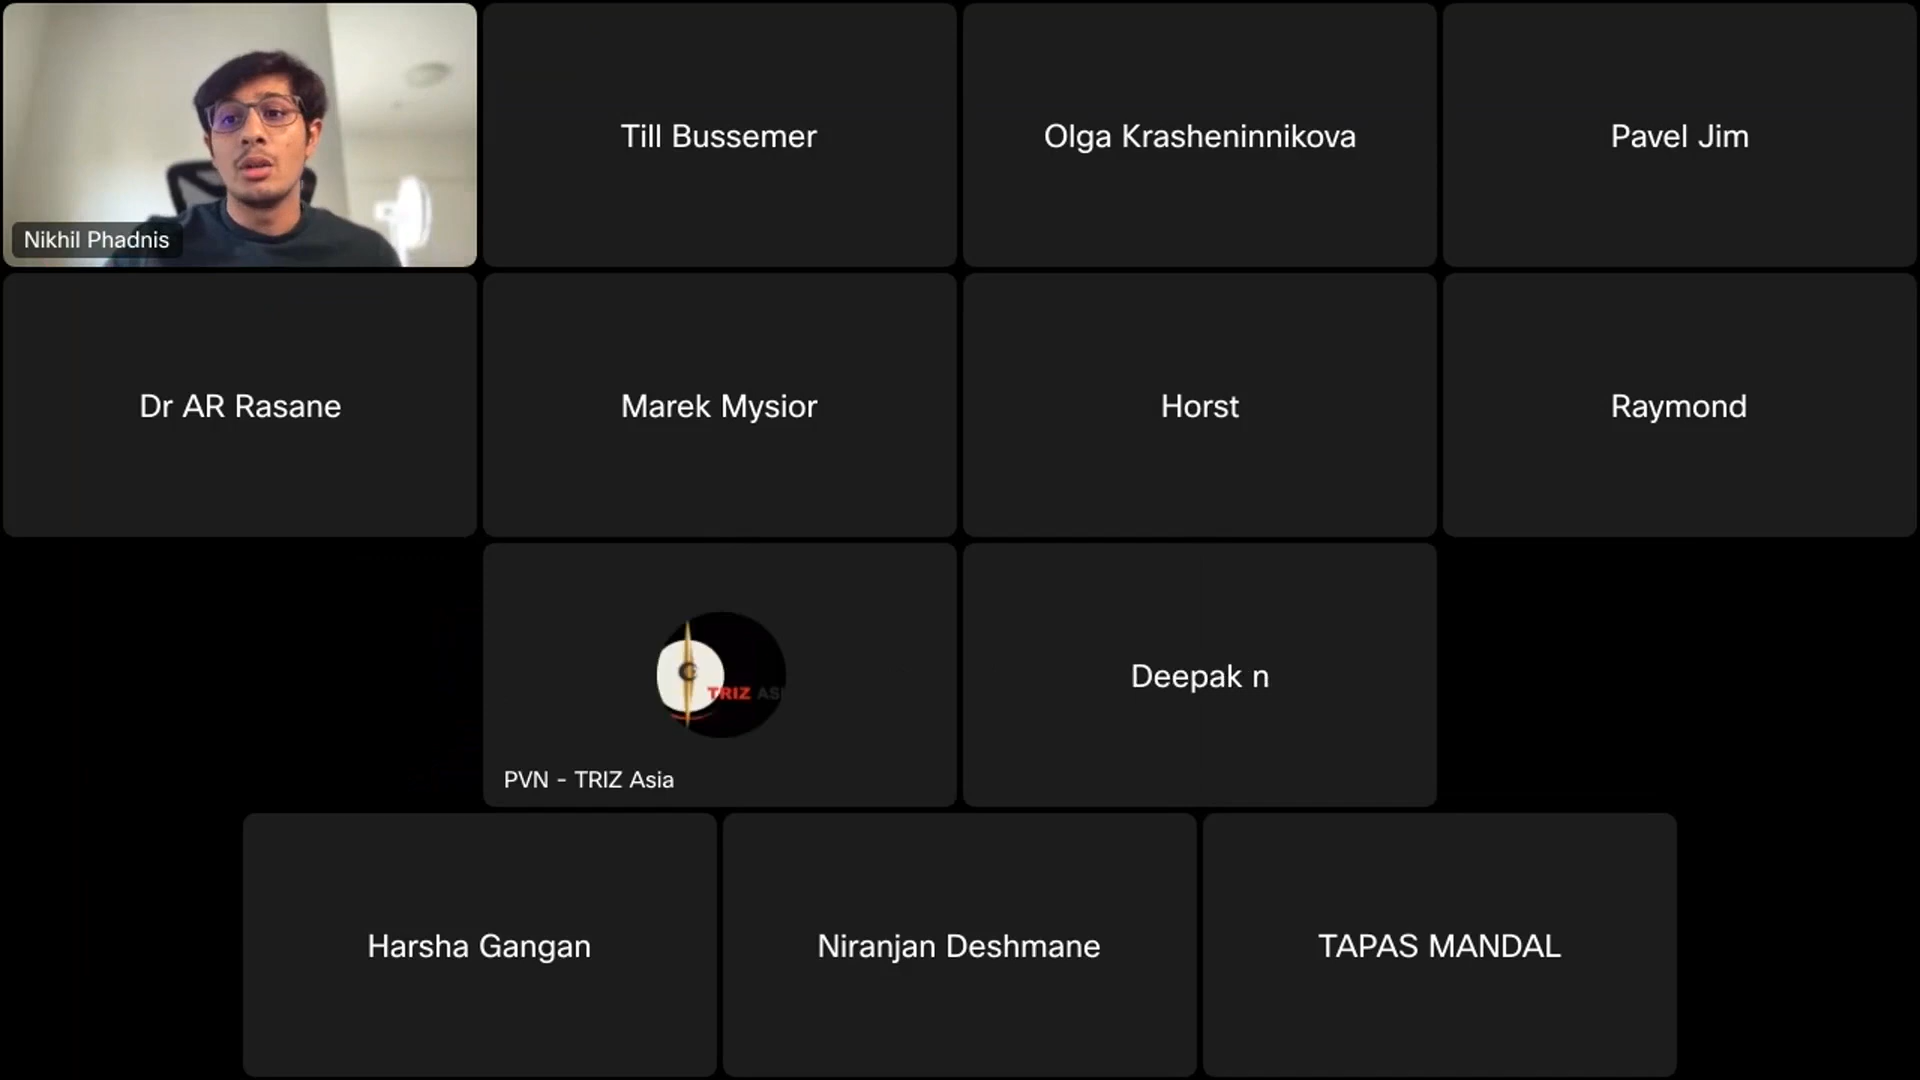 Nikhil Phadnis
Till Bussemer
Olga Krasheninnikova
Pavel Jim
Dr AR Rasane
Marek Mysior
Horst
Raymond
TRIZ ASI
PVN - TRIZ Asia
Deepak n
Harsha Gangan
Niranjan Deshmane
TAPAS MANDAL